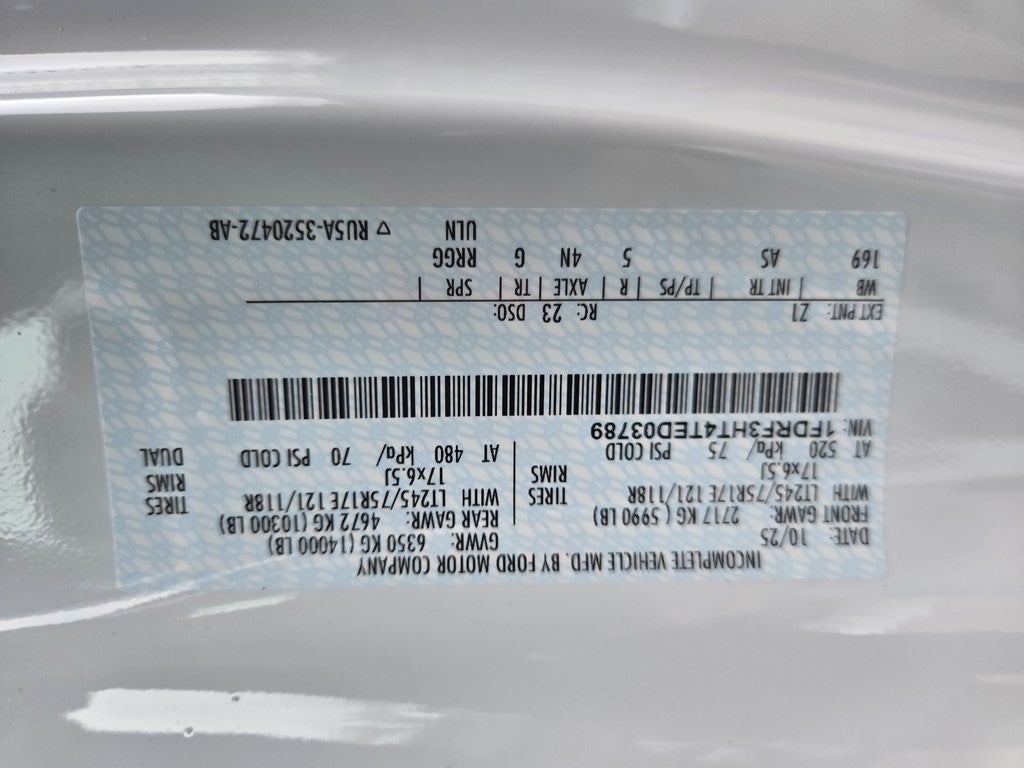 INCOMPLETE VEHICLE MFD. BY FORD MOTOR COMPANY
DATE: 10/25 GVWR: 6350 KG (14000 LB)
FRONT GAWR: 2717 KG (5990 LB) REAR GAWR: 4672 KG (10300 LB)
WITH LT245/75R17E 121/118R TIRES WITH LT245/75R17E 121/118R TIRES
17x6.5J RIMS 17x6.5J RIMS
AT 520 kPa/ 75 PSI COLD AT 480 kPa/ 70 PSI COLD DUAL
VIN: 1FDRF3HT4TED03789
EXT PNT: Z1 RC: 23 DSO:
WB | INT TR | TP/PS | R | AXLE | TR | SPR |
169 AS 5 4N G RRGG
ULN ▽ RU5A-3520472-AB